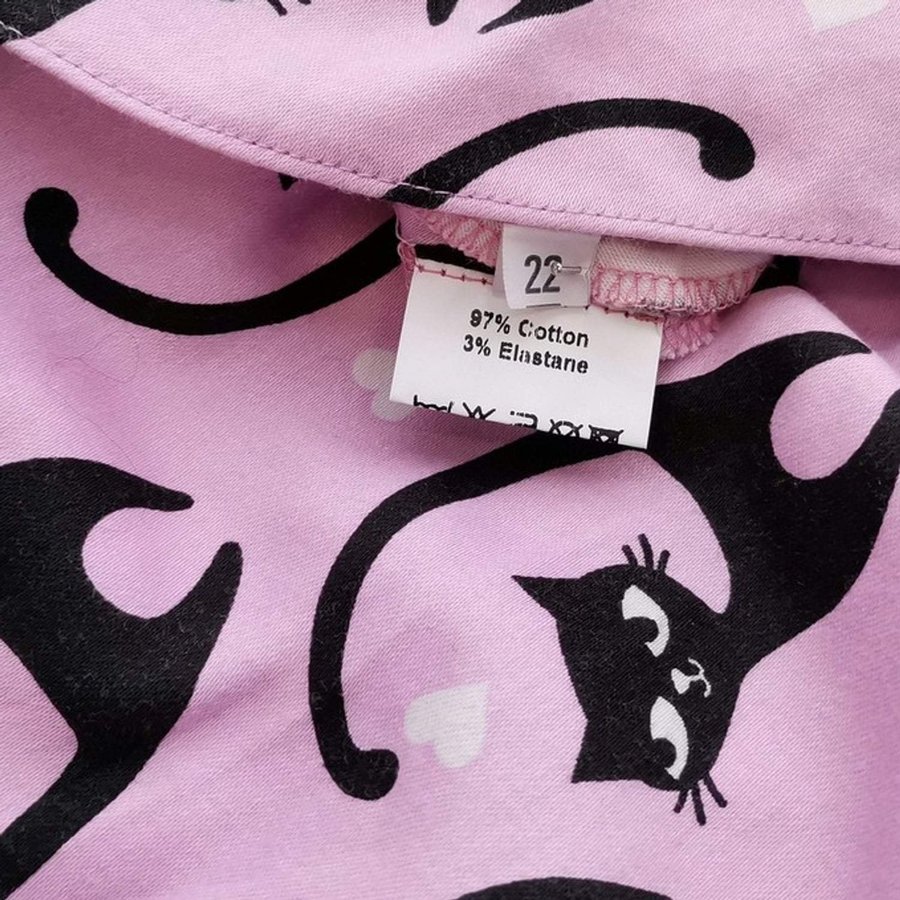 22
97% Cotton
3% Elastane